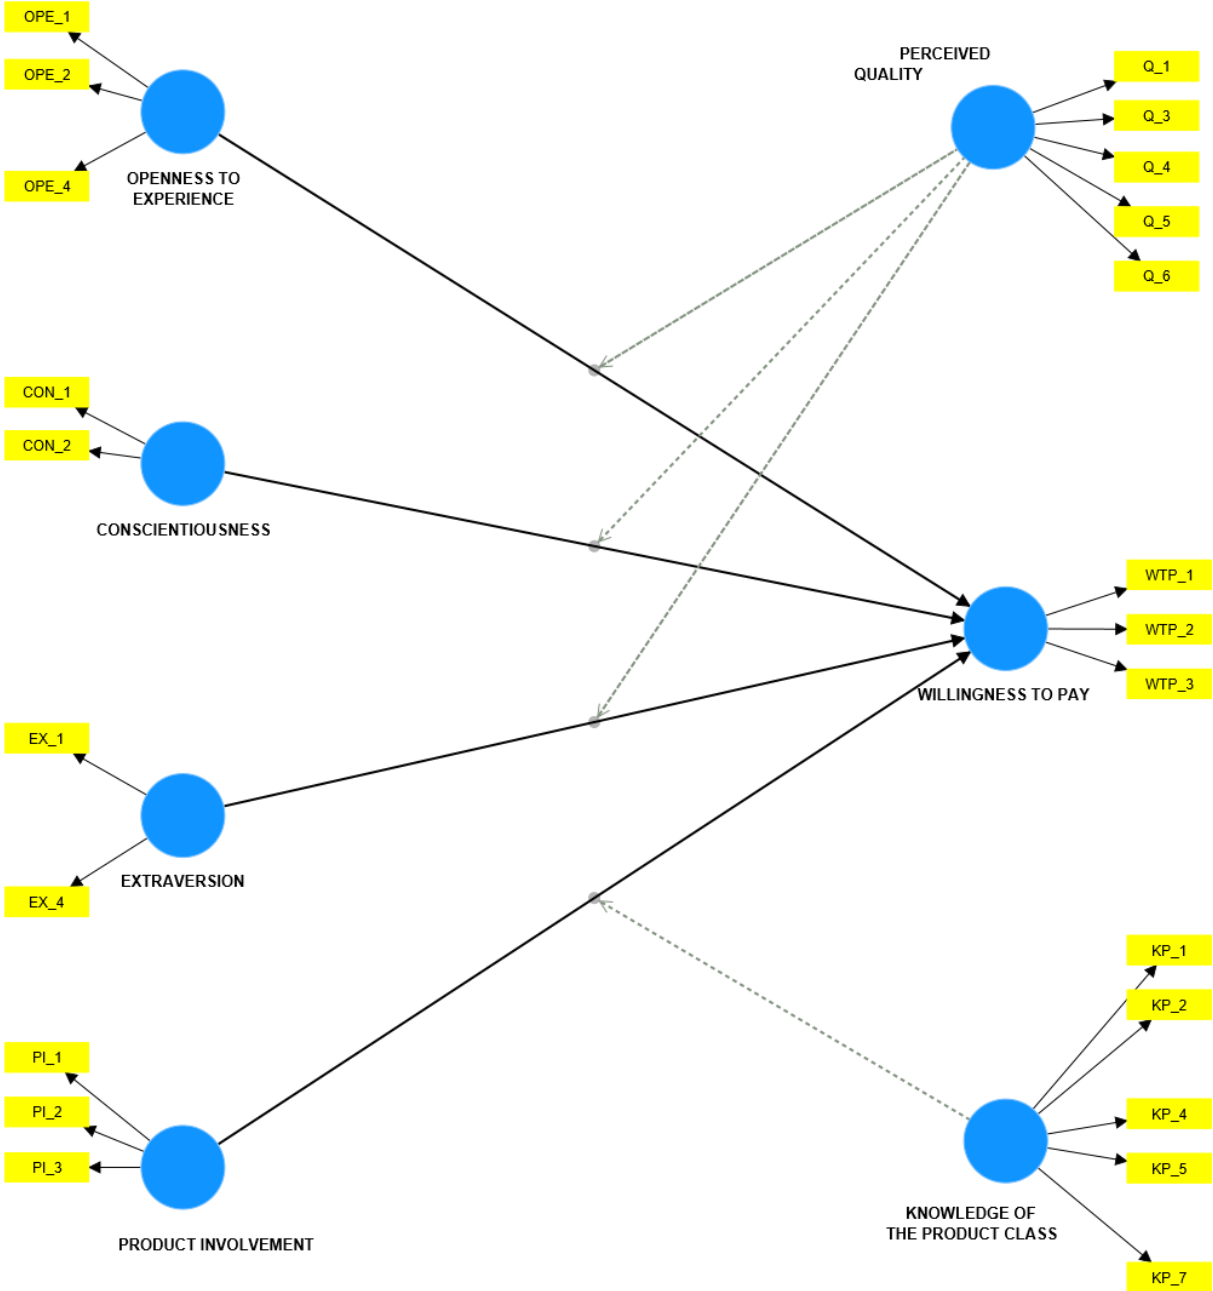 OPE_1
OPE_2
OPE_4
OPENNESS TO
EXPERIENCE
PERCEIVED
QUALITY
Q_1
Q_3
Q_4
Q_5
Q_6
CON_1
CON_2
CONSCIENTIOUSNESS
WTP_1
WTP_2
WTP_3
WILLINGNESS TO PAY
EX_1
EX_4
EXTRAVERSION
PI_1
PI_2
PI_3
PRODUCT INVOLVEMENT
KP_1
KP_2
KP_4
KP_5
KP_7
KNOWLEDGE OF
THE PRODUCT CLASS